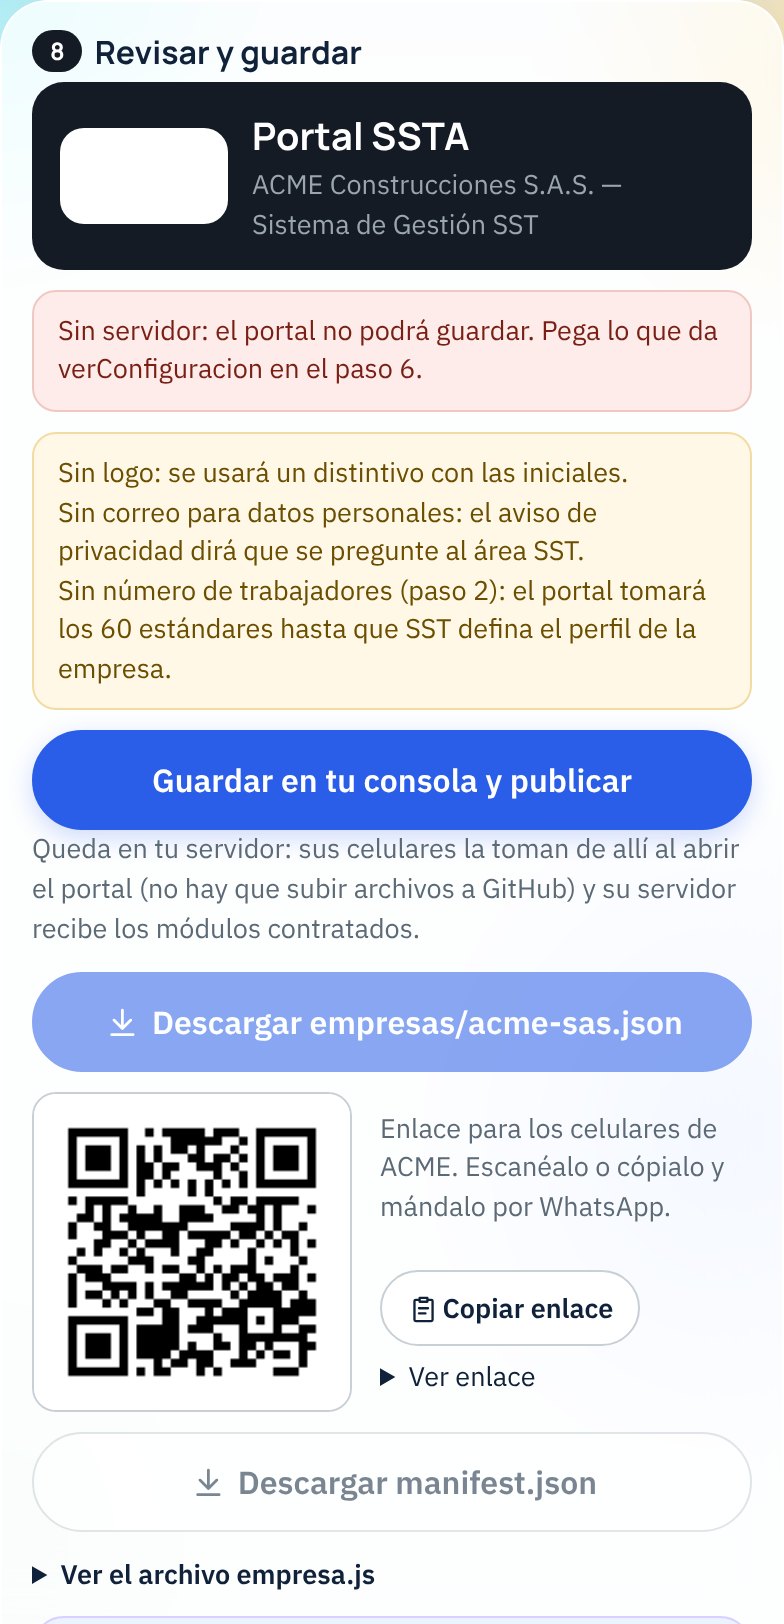 8 Revisar y guardar
Portal SSTA
ACME Construcciones S.A.S. —
Sistema de Gestión SST
Sin servidor: el portal no podrá guardar. Pega lo que da
verConfiguracion en el paso 6.
Sin logo: se usará un distintivo con las iniciales.
Sin correo para datos personales: el aviso de
privacidad dirá que se pregunte al área SST.
Sin número de trabajadores (paso 2): el portal tomará
los 60 estándares hasta que SST defina el perfil de la
empresa.
Guardar en tu consola y publicar
Queda en tu servidor: sus celulares la toman de allí al abrir
el portal (no hay que subir archivos a GitHub) y su servidor
recibe los módulos contratados.
Descargar empresas/acme-sas.json
Enlace para los celulares de
ACME. Escanéalo o cópialo y
mándalo por WhatsApp.
Copiar enlace
Ver enlace
Descargar manifest.json
Ver el archivo empresa.js